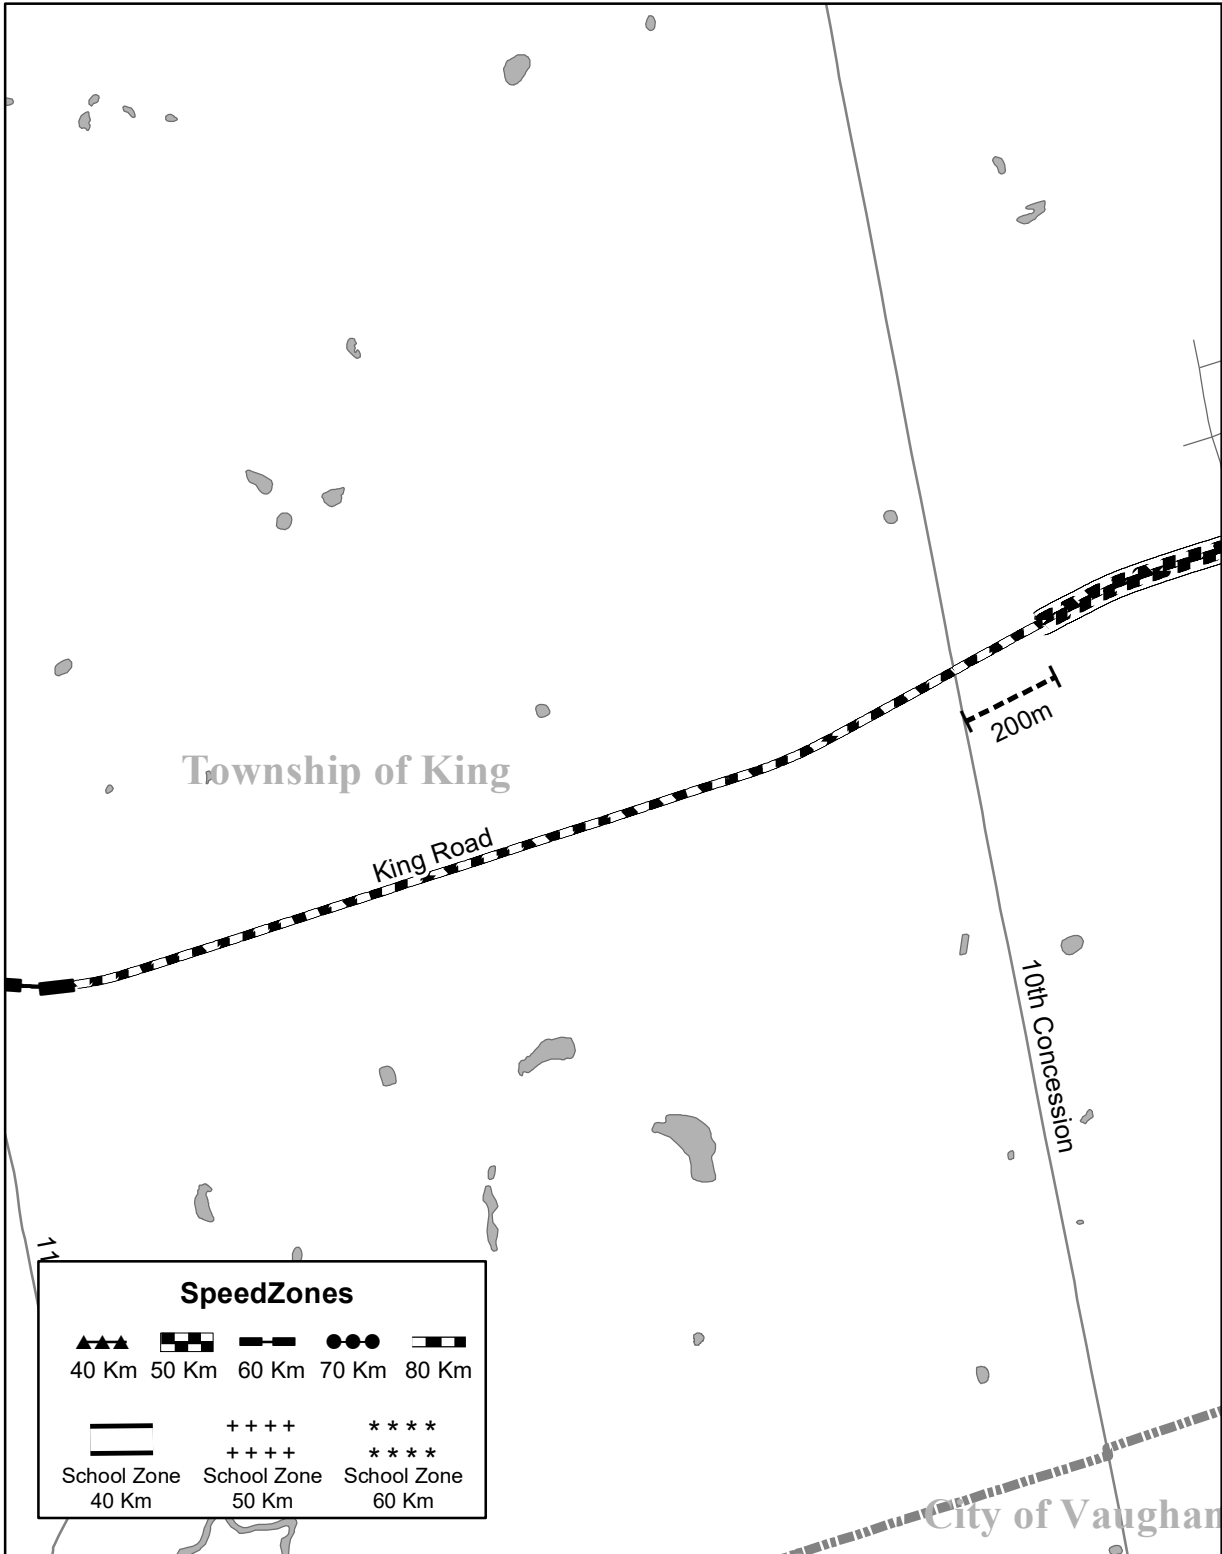 200m
Township of King
King Road
10th Concession
11
SpeedZones
40 Km 50 Km 60 Km 70 Km 80 Km
School Zone School Zone School Zone
40 Km 50 Km 60 Km
City of Vaughan